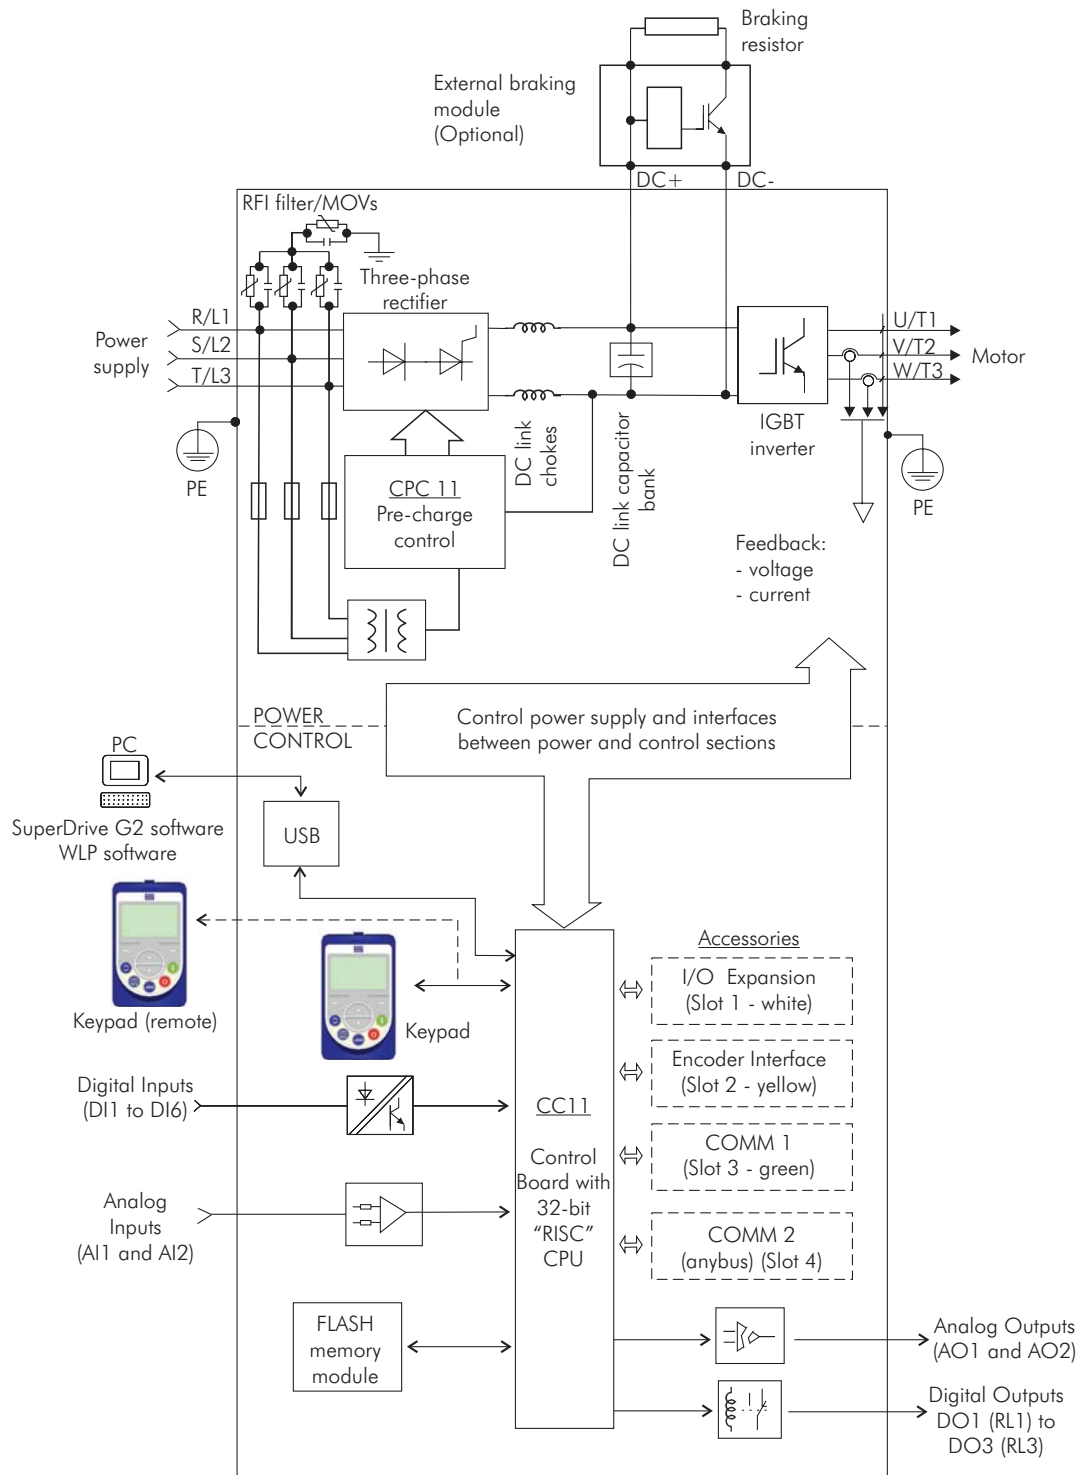 Braking
resistor
External braking
module
(Optional)
DC+
DC-
RFI filter/MOVs
Three-phase
rectifier
R/L1
S/L2
T/L3
Power
supply
U/T1
V/T2
W/T3
Motor
IGBT
inverter
PE
PE
DC link
chokes
DC link capacitor
bank
CPC 11
Pre-charge
control
Feedback:
- voltage
- current
POWER
CONTROL
Control power supply and interfaces
between power and control sections
PC
SuperDrive G2 software
WLP software
USB
Keypad (remote)
Keypad
Accessories
I/O Expansion
(Slot 1 - white)
Encoder Interface
(Slot 2 - yellow)
COMM 1
(Slot 3 - green)
COMM 2
(anybus) (Slot 4)
Digital Inputs
(DI1 to DI6)
CC11
Control
Board with
32-bit
“RISC”
CPU
Analog
Inputs
(AI1 and AI2)
FLASH
memory
module
Analog Outputs
(AO1 and AO2)
Digital Outputs
DO1 (RL1) to
DO3 (RL3)